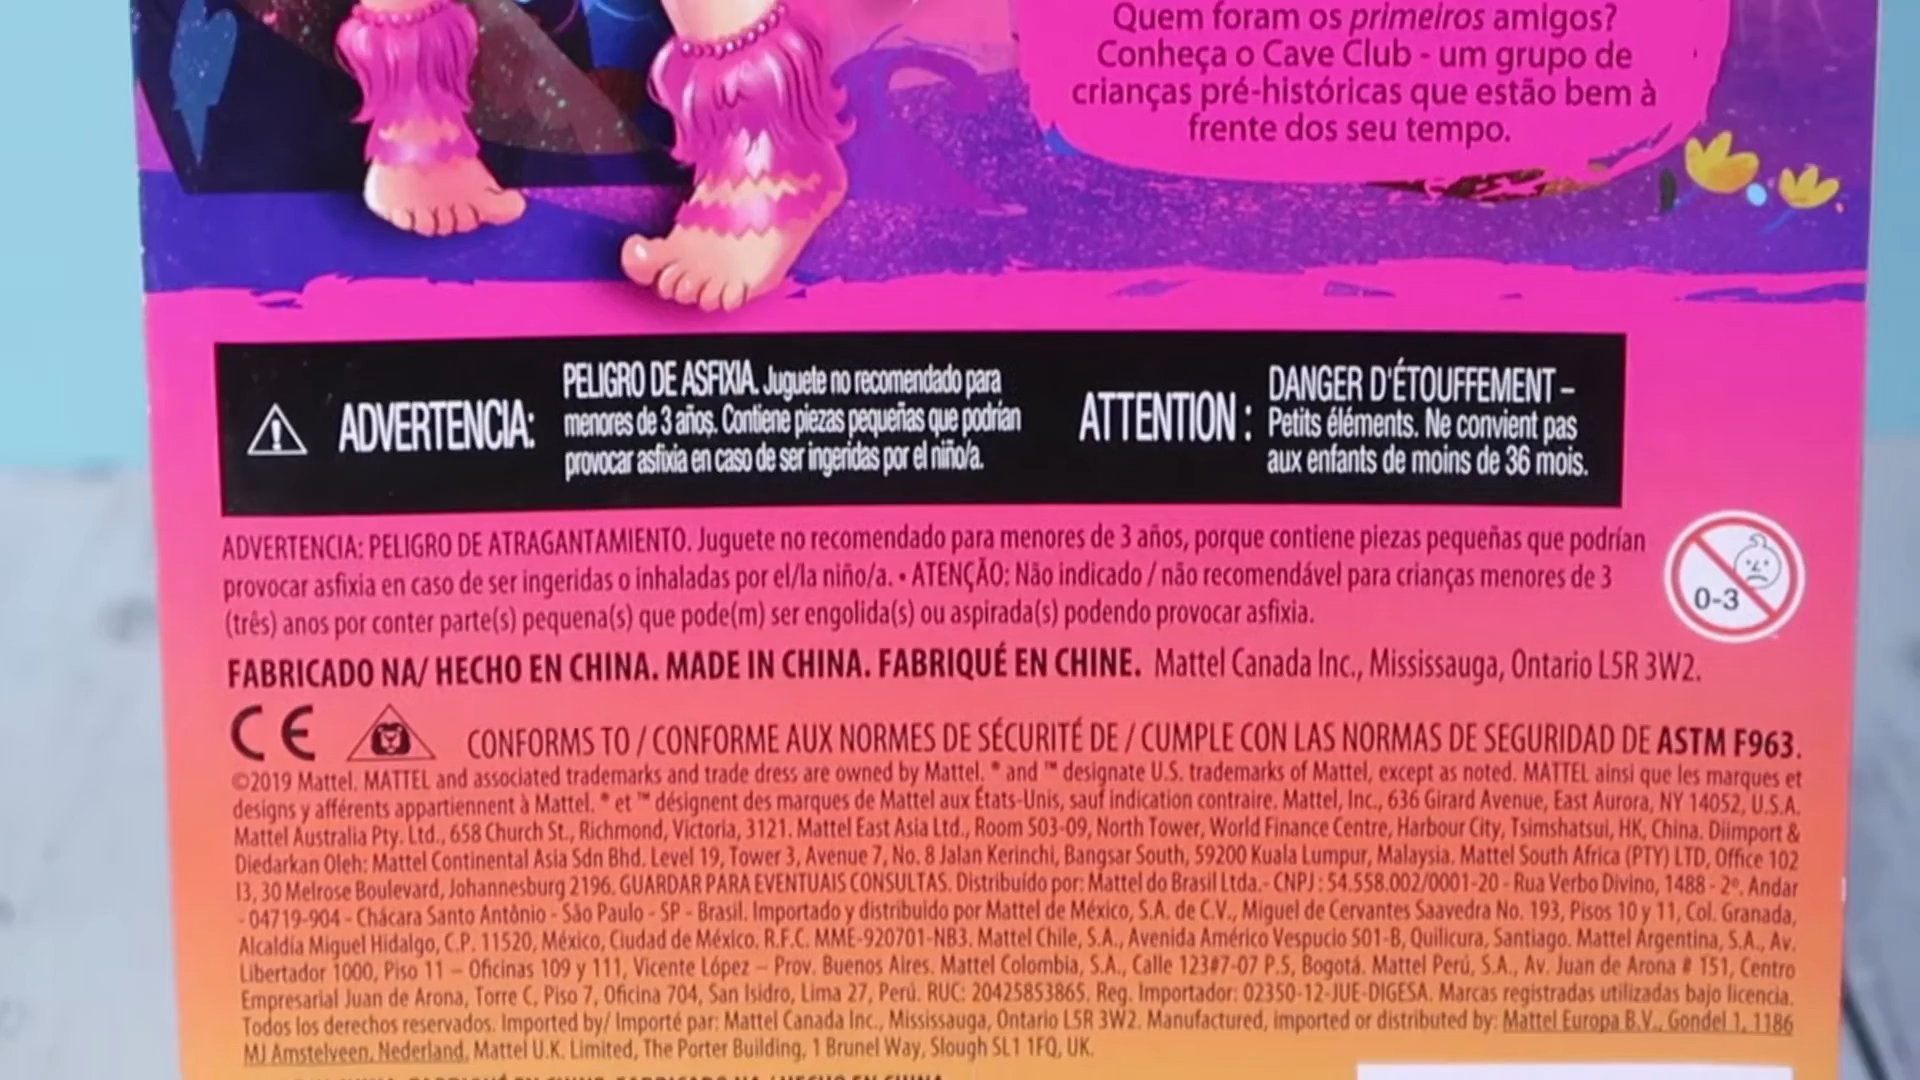 Quem foram os primeiros amigos?
Conheça o Cave Club - um grupo de
crianças pré-históricas que estão bem à
frente dos seu tempo.
ADVERTENCIA:
PELIGRO DE ASFIXIA. Juguete no recomendado para
menores de 3 años. Contiene piezas pequeñas que podrían
provocar asfixia en caso de ser ingeridas por el niño/a.
ATTENTION :
DANGER D'ÉTOUFFEMENT –
Petits éléments. Ne convient pas
aux enfants de moins de 36 mois.
ADVERTENCIA: PELIGRO DE ATRAGANTAMIENTO. Juguete no recomendado para menores de 3 años, porque contiene piezas pequeñas que podrían
provocar asfixia en caso de ser ingeridas o inhaladas por el/la niño/a. • ATENÇÃO: Não indicado / não recomendável para crianças menores de 3
(três) anos por conter parte(s) pequena(s) que pode(m) ser engolida(s) ou aspirada(s) podendo provocar asfixia.
0-3
FABRICADO NA/ HECHO EN CHINA. MADE IN CHINA. FABRIQUÉ EN CHINE. Mattel Canada Inc., Mississauga, Ontario L5R 3W2.
CE CONFORMS TO / CONFORME AUX NORMES DE SÉCURITÉ DE / CUMPLE CON LAS NORMAS DE SEGURIDAD DE ASTM F963.
©2019 Mattel. MATTEL and associated trademarks and trade dress are owned by Mattel. ® and ™ designate U.S. trademarks of Mattel, except as noted. MATTEL ainsi que les marques et
designs y afférents appartiennent à Mattel. ® et ™ désignent des marques de Mattel aux États-Unis, sauf indication contraire. Mattel, Inc., 636 Girard Avenue, East Aurora, NY 14052, U.S.A.
Mattel Australia Pty. Ltd., 658 Church St., Richmond, Victoria, 3121. Mattel East Asia Ltd., Room 503-09, North Tower, World Finance Centre, Harbour City, Tsimshatsui, HK, China. Diimport &
Diedarkan Oleh: Mattel Continental Asia Sdn Bhd. Level 19, Tower 3, Avenue 7, No. 8 Jalan Kerinchi, Bangsar South, 59200 Kuala Lumpur, Malaysia. Mattel South Africa (PTY) LTD, Office 102
I3, 30 Melrose Boulevard, Johannesburg 2196. GUARDAR PARA EVENTUAIS CONSULTAS. Distribuído por: Mattel do Brasil Ltda.- CNPJ : 54.558.002/0001-20 - Rua Verbo Divino, 1488 - 2º. Andar
- 04719-904 - Chácara Santo Antônio - São Paulo - SP - Brasil. Importado y distribuido por Mattel de México, S.A. de C.V., Miguel de Cervantes Saavedra No. 193, Pisos 10 y 11, Col. Granada,
Alcaldía Miguel Hidalgo, C.P. 11520, México, Ciudad de México. R.F.C. MME-920701-NB3. Mattel Chile, S.A., Avenida Américo Vespucio 501-B, Quilicura, Santiago. Mattel Argentina, S.A., Av.
Libertador 1000, Piso 11 – Oficinas 109 y 111, Vicente López – Prov. Buenos Aires. Mattel Colombia, S.A., Calle 123#7-07 P.5, Bogotá. Mattel Perú, S.A., Av. Juan de Arona # 151, Centro
Empresarial Juan de Arona, Torre C, Piso 7, Oficina 704, San Isidro, Lima 27, Perú. RUC: 20425853865. Reg. Importador: 02350-12-JUE-DIGESA. Marcas registradas utilizadas bajo licencia.
Todos los derechos reservados. Imported by/ Importé par: Mattel Canada Inc., Mississauga, Ontario L5R 3W2. Manufactured, imported or distributed by: Mattel Europa B.V., Gondel 1, 1186
MJ Amstelveen, Nederland. Mattel U.K. Limited, The Porter Building, 1 Brunel Way, Slough SL1 1FQ, UK.